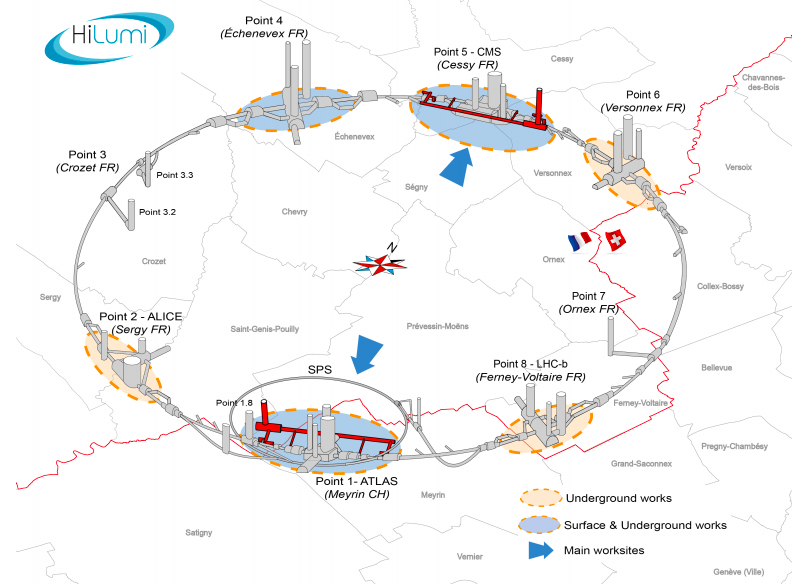 HiLumi
Point 4
(Échenevex FR)
Point 5 - CMS
(Cessy FR)
Cessy
Point 6
(Versonnex FR)
Chavannes-
des-Bois
Échenevex
Point 3
(Crozet FR)
Point 3.3
Point 3.2
Ségny
Versonnex
Versoix
Chevry
N
Crozet
Ornex
Sergy
Collex-Bossy
Point 7
(Ornex FR)
Point 2 - ALICE
(Sergy FR)
Saint-Genis-Pouilly
Prévessin-Moëns
SPS
Point 8 - LHC-b
(Ferney-Voltaire FR)
Bellevue
Point 1.8
Ferney-Voltaire
Pregny-Chambésy
Grand-Saconnex
Point 1- ATLAS
(Meyrin CH)
Meyrin
Underground works
Satigny
Surface & Underground works
Vernier
Main worksites
Genève (Ville)